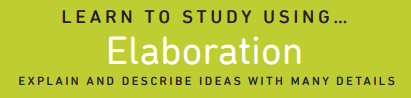 LEARN TO STUDY USING…
Elaboration
EXPLAIN AND DESCRIBE IDEAS WITH MANY DETAILS